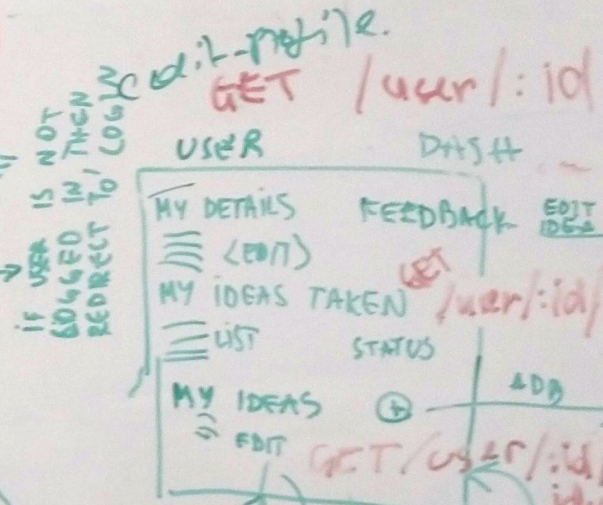 edit-profile.
GET /user/:id
USER DASH
MY DETAILS FEEDBACK EDIT IDEA
(EDIT)
GET
MY IDEAS TAKEN /user/:id/
LIST STATUS
MY IDEAS + ADD
EDIT GET/user/:id
id
IF USER IS NOT
LOGGED IN, THEN
REDIRECT TO LOGIN